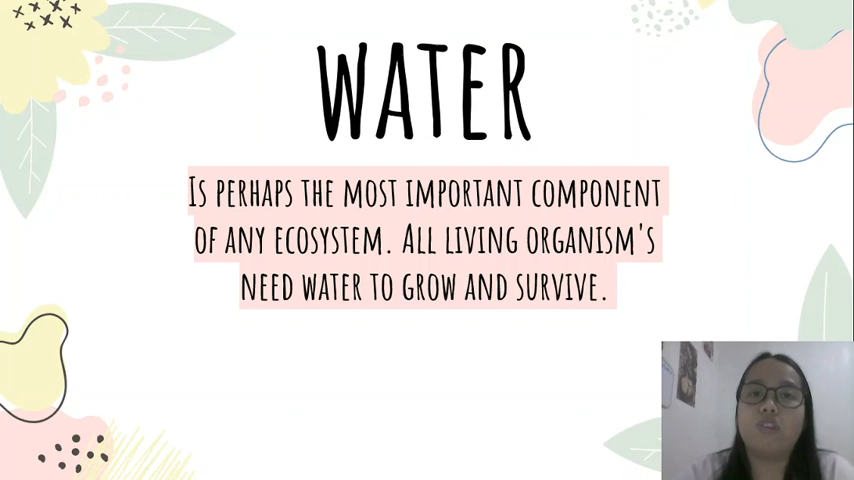 WATER
Is perhaps the most important component
of any ecosystem. All living organism's
need water to grow and survive.